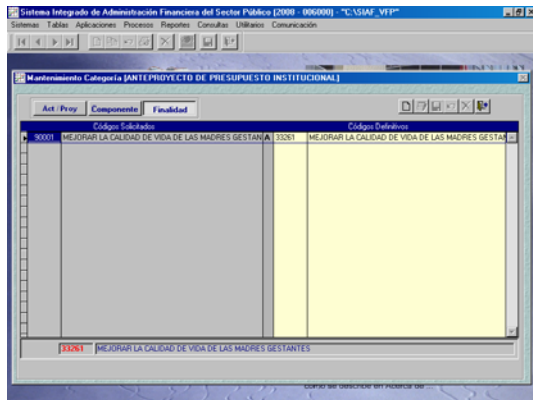 Sistema Integrado de Administración Financiera del Sector Público (2008 - 006000) - "C:\SIAF_VFP"
Sistemas Tablas Aplicaciones Procesos Reportes Consultas Utilitarios Comunicación
Mantenimiento Categoría [ANTEPROYECTO DE PRESUPUESTO INSTITUCIONAL]
Act / Proy Componente Finalidad
Códigos Solicitados Códigos Definitivos
90001 MEJORAR LA CALIDAD DE VIDA DE LAS MADRES GESTAN A 33261 MEJORAR LA CALIDAD DE VIDA DE LAS MADRES GESTAN
33261 MEJORAR LA CALIDAD DE VIDA DE LAS MADRES GESTANTES
como se describe en Acerca de ...